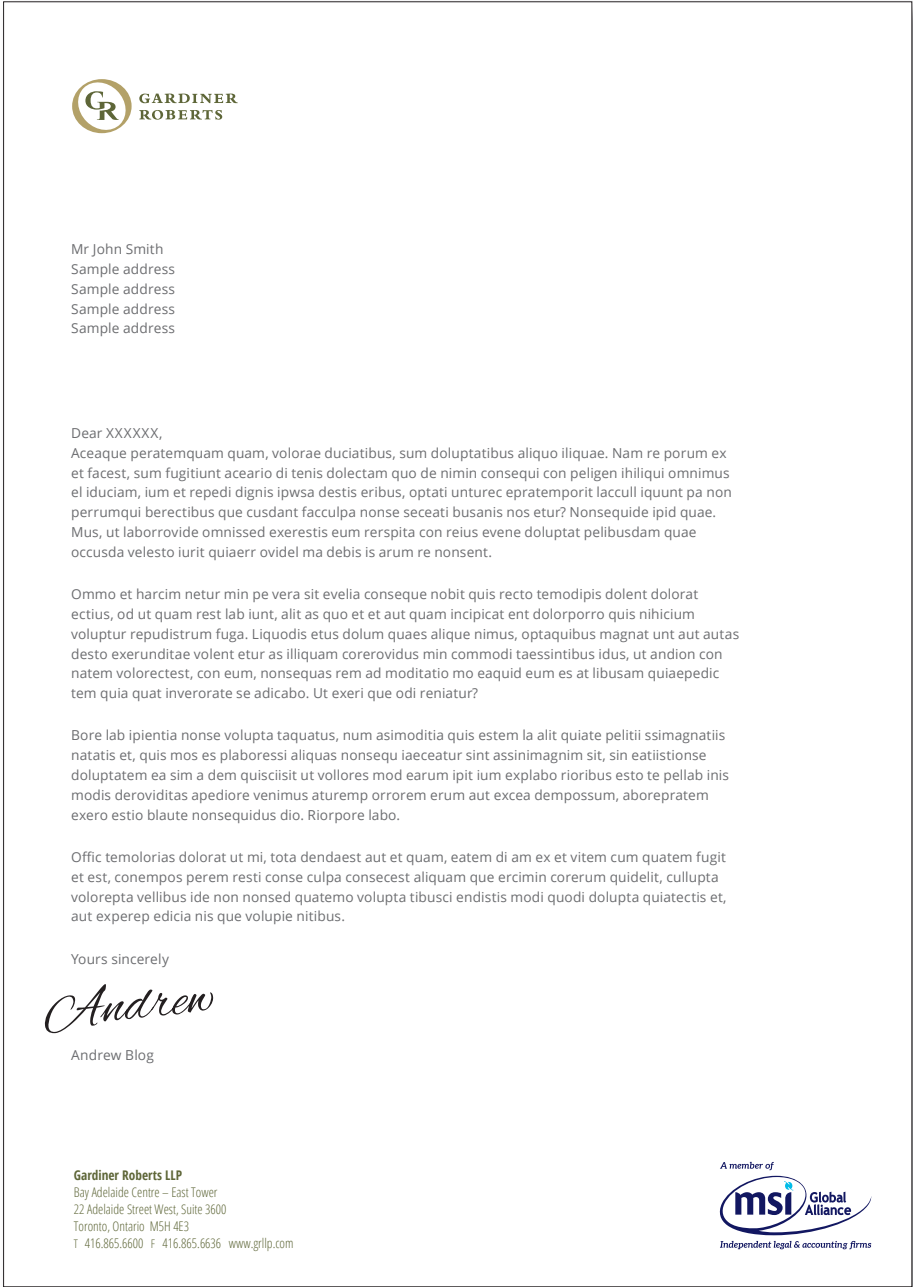 GR
GARDINER
ROBERTS
Mr John Smith
Sample address
Sample address
Sample address
Sample address
Dear XXXXXX,
Aceaque peratemquam quam, volorae duciatibus, sum doluptatibus aliquo iliquae. Nam re porum ex
et facest, sum fugitiunt aceario di tenis dolectam quo de nimin consequi con peligen ihiliqui omnimus
el iduciam, ium et repedi dignis ipwsa destis eribus, optati unturec epratemporit laccull iquunt pa non
perrumqui berectibus que cusdant facculpa nonse seceati busanis nos etur? Nonsequide ipid quae.
Mus, ut laborrovide omnissed exerestis eum rerspita con reius evene doluptat pelibusdam quae
occusda velesto iurit quiaerr ovidel ma debis is arum re nonsent.
Ommo et harcim netur min pe vera sit evelia conseque nobit quis recto temodipis dolent dolorat
ectius, od ut quam rest lab iunt, alit as quo et et aut quam incipicat ent dolorporro quis nihicium
voluptur repudistrum fuga. Liquodis etus dolum quaes alique nimus, optaquibus magnat unt aut autas
desto exerunditae volent etur as illiquam corerovidus min commodi taessintibus idus, ut andion con
natem volorectest, con eum, nonsequas rem ad moditatio mo eaquid eum es at libusam quiaepedic
tem quia quat inverorate se adicabo. Ut exeri que odi reniatur?
Bore lab ipientia nonse volupta taquatus, num asimoditia quis estem la alit quiate pelitii ssimagnatiis
natatis et, quis mos es plaboressi aliquas nonsequ iaeceatur sint assinimagnim sit, sin eatiistionse
doluptatem ea sim a dem quisciisit ut vollores mod earum ipit ium explabo rioribus esto te pellab inis
modis deroviditas apediore venimus aturemp orrorem erum aut excea dempossum, aborepratem
exero estio blaute nonsequidus dio. Riorpore labo.
Offic temolorias dolorat ut mi, tota dendaest aut et quam, eatem di am ex et vitem cum quatem fugit
et est, conempos perem resti conse culpa consecest aliquam que ercimin corerum quidelit, cullupta
volorepta vellibus ide non nonsed quatemo volupta tibusci endistis modi quodi dolupta quiatectis et,
aut experep edicia nis que volupie nitibus.
Yours sincerely
Andrew
Andrew Blog
Gardiner Roberts LLP
Bay Adelaide Centre – East Tower
22 Adelaide Street West, Suite 3600
Toronto, Ontario M5H 4E3
T 416.865.6600 F 416.865.6636 www.grllp.com
A member of
msi Global
Alliance
Independent legal & accounting firms